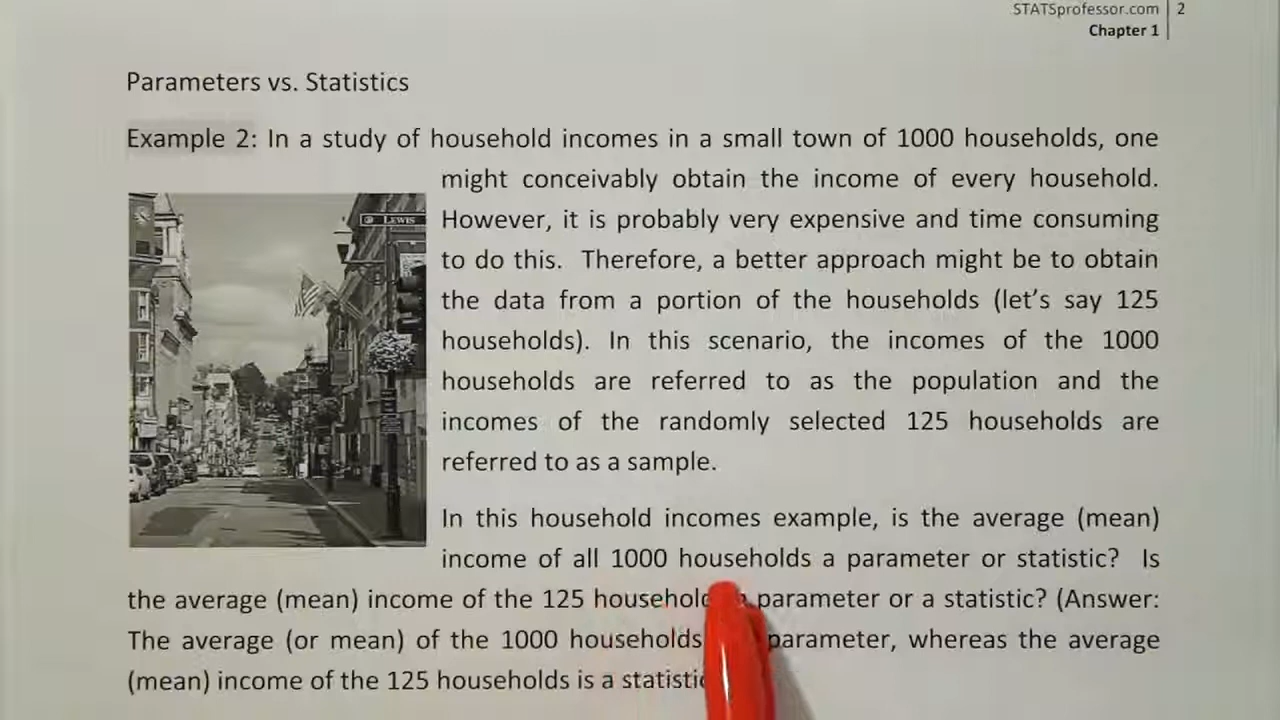 STATSprofessor.com | 2
Chapter 1
Parameters vs. Statistics
Example 2: In a study of household incomes in a small town of 1000 households, one
might conceivably obtain the income of every household.
However, it is probably very expensive and time consuming
to do this. Therefore, a better approach might be to obtain
the data from a portion of the households (let's say 125
households). In this scenario, the incomes of the 1000
households are referred to as the population and the
incomes of the randomly selected 125 households are
referred to as a sample.
LEWIS
In this household incomes example, is the average (mean)
income of all 1000 households a parameter or statistic? Is
the average (mean) income of the 125 parameter or a statistic? (Answer:
The average (or mean) of the 1000 households parameter, whereas the average
(mean) income of the 125 households is a